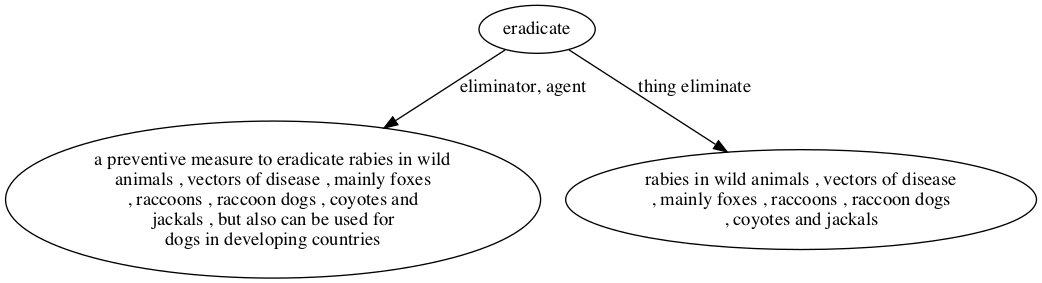 eradicate
eliminator, agent
thing eliminate
a preventive measure to eradicate rabies in wild
animals , vectors of disease , mainly foxes
, raccoons , raccoon dogs , coyotes and
jackals , but also can be used for
dogs in developing countries
rabies in wild animals , vectors of disease
, mainly foxes , raccoons , raccoon dogs
, coyotes and jackals